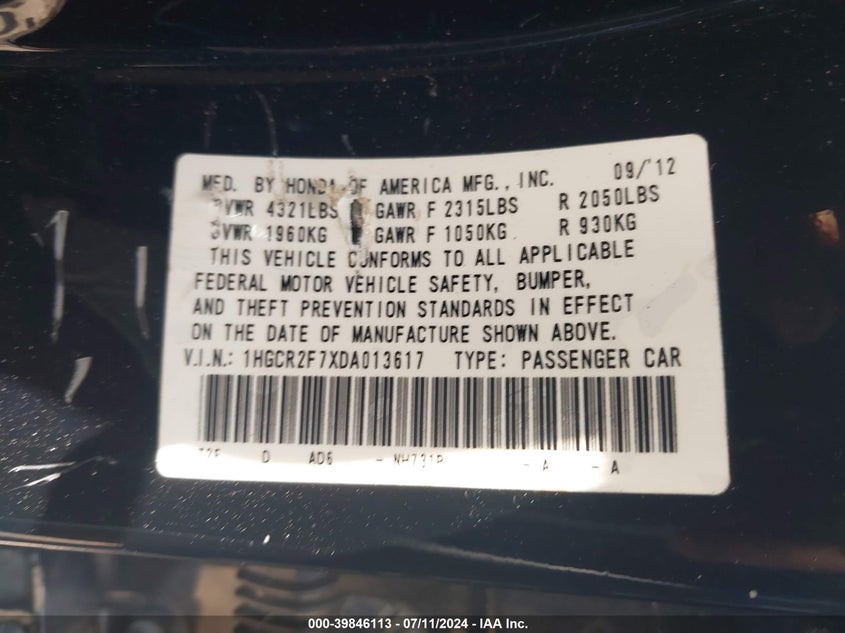 MFD. BY HONDA OF AMERICA MFG., INC. 09/'12
GVWR 4321LBS GAWR F 2315LBS R 2050LBS
GVWR 1960KG GAWR F 1050KG R 930KG
THIS VEHICLE CONFORMS TO ALL APPLICABLE
FEDERAL MOTOR VEHICLE SAFETY, BUMPER,
AND THEFT PREVENTION STANDARDS IN EFFECT
ON THE DATE OF MANUFACTURE SHOWN ABOVE.
V.I.N.: 1HGCR2F7XDA013617 TYPE: PASSENGER CAR
D AD6 - NH731P - A - A
000-39846113 - 07/11/2024 - IAA Inc.